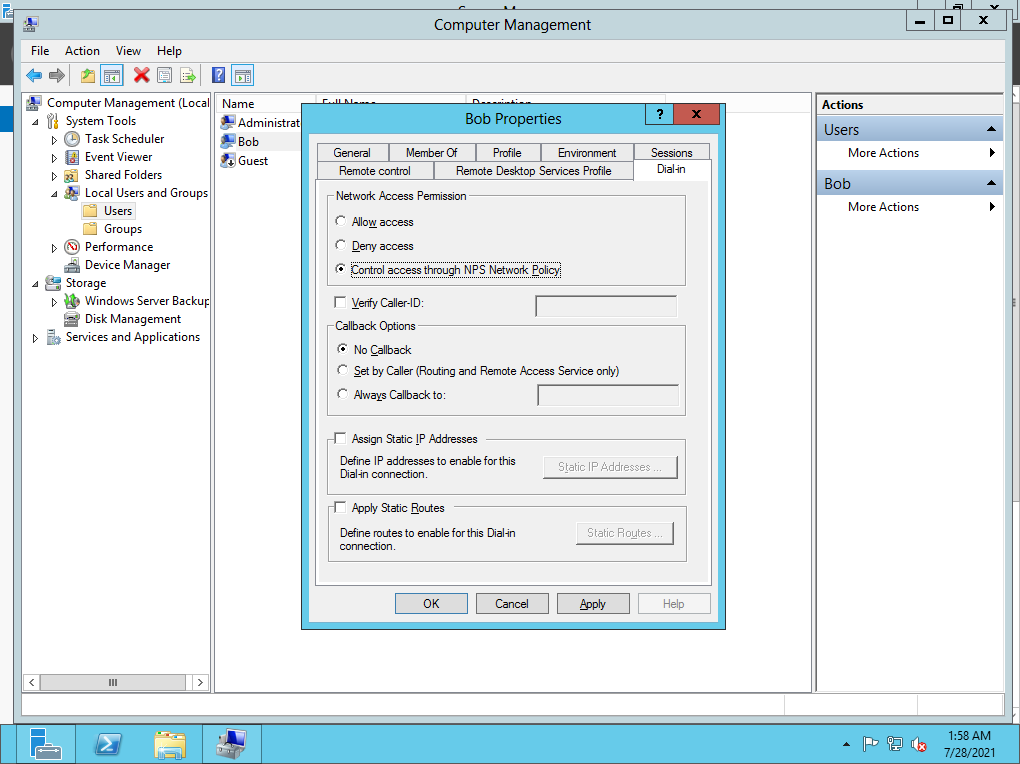 Computer Management
File Action View Help
Computer Management (Local
System Tools
Task Scheduler
Event Viewer
Shared Folders
Local Users and Groups
Users
Groups
Performance
Device Manager
Storage
Windows Server Backup
Disk Management
Services and Applications
Name Full Name Description
Administrat
Bob
Guest
Bob Properties
? X
General Member Of Profile Environment Sessions
Remote control Remote Desktop Services Profile Dial-in
Network Access Permission
Allow access
Deny access
Control access through NPS Network Policy
Verify Caller-ID:
Callback Options
No Callback
Set by Caller (Routing and Remote Access Service only)
Always Callback to:
Assign Static IP Addresses
Define IP addresses to enable for this
Dial-in connection.
Static IP Addresses ...
Apply Static Routes
Define routes to enable for this Dial-in
connection.
Static Routes ...
OK Cancel Apply Help
Actions
Users
More Actions
Bob
More Actions
1:58 AM
7/28/2021